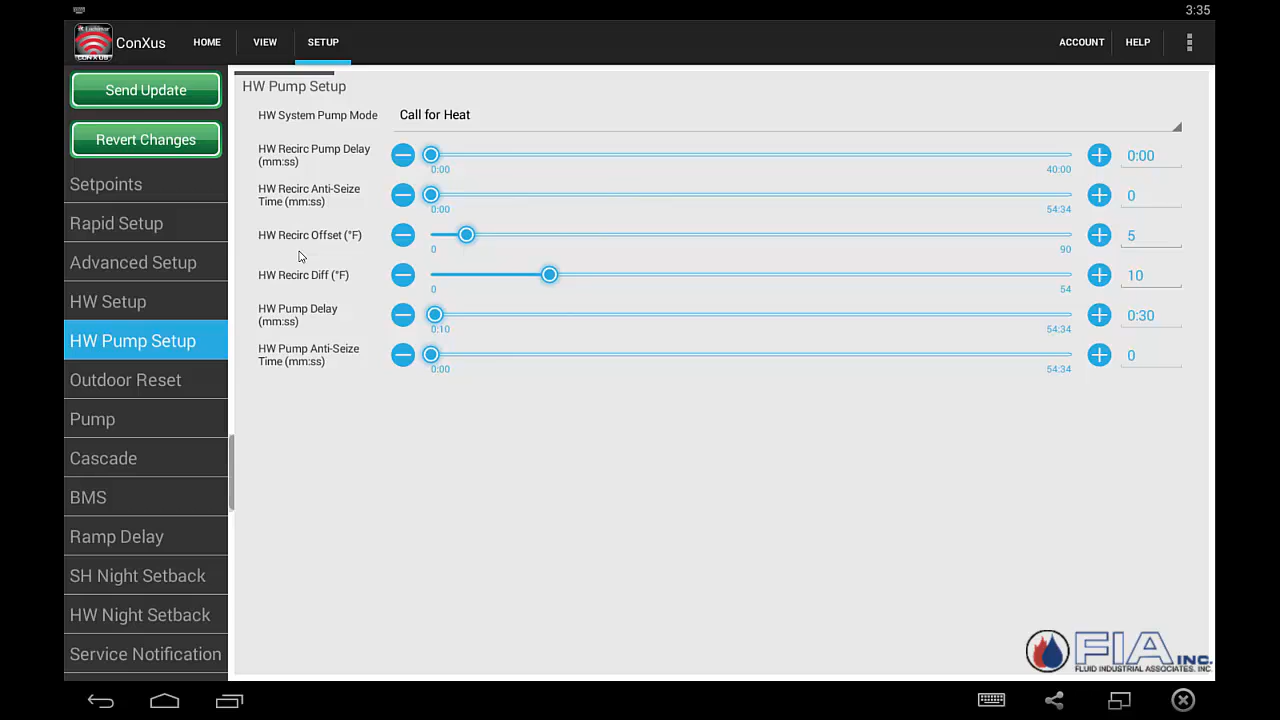 3:35
ConXus
HOME
VIEW
SETUP
ACCOUNT
HELP
Send Update
Revert Changes
Setpoints
Rapid Setup
Advanced Setup
HW Setup
HW Pump Setup
Outdoor Reset
Pump
Cascade
BMS
Ramp Delay
SH Night Setback
HW Night Setback
Service Notification
HW Pump Setup
HW System Pump Mode
Call for Heat
HW Recirc Pump Delay
(mm:ss)
0:00
40:00
0:00
HW Recirc Anti-Seize
Time (mm:ss)
0:00
54:34
0
HW Recirc Offset (°F)
0
90
5
HW Recirc Diff (°F)
0
54
10
HW Pump Delay
(mm:ss)
0:10
54:34
0:30
HW Pump Anti-Seize
Time (mm:ss)
0:00
54:34
0
FIA INC.
FLUID INDUSTRIAL ASSOCIATES, INC.